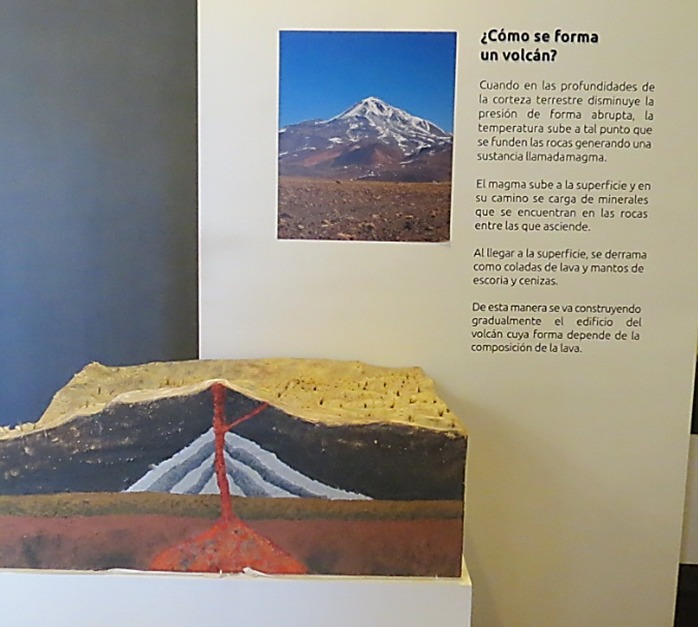 ¿Cómo se forma
un volcán?
Cuando en las profundidades de
la corteza terrestre disminuye la
presión de forma abrupta, la
temperatura sube a tal punto que
se funden las rocas generando una
sustancia llamada magma.
El magma sube a la superficie y en
su camino se carga de minerales
que se encuentran en las rocas
entre las que asciende.
Al llegar a la superficie, se derrama
como coladas de lava y mantos de
escoria y cenizas.
De esta manera se va construyendo
gradualmente el edificio del
volcán cuya forma depende de la
composición de la lava.